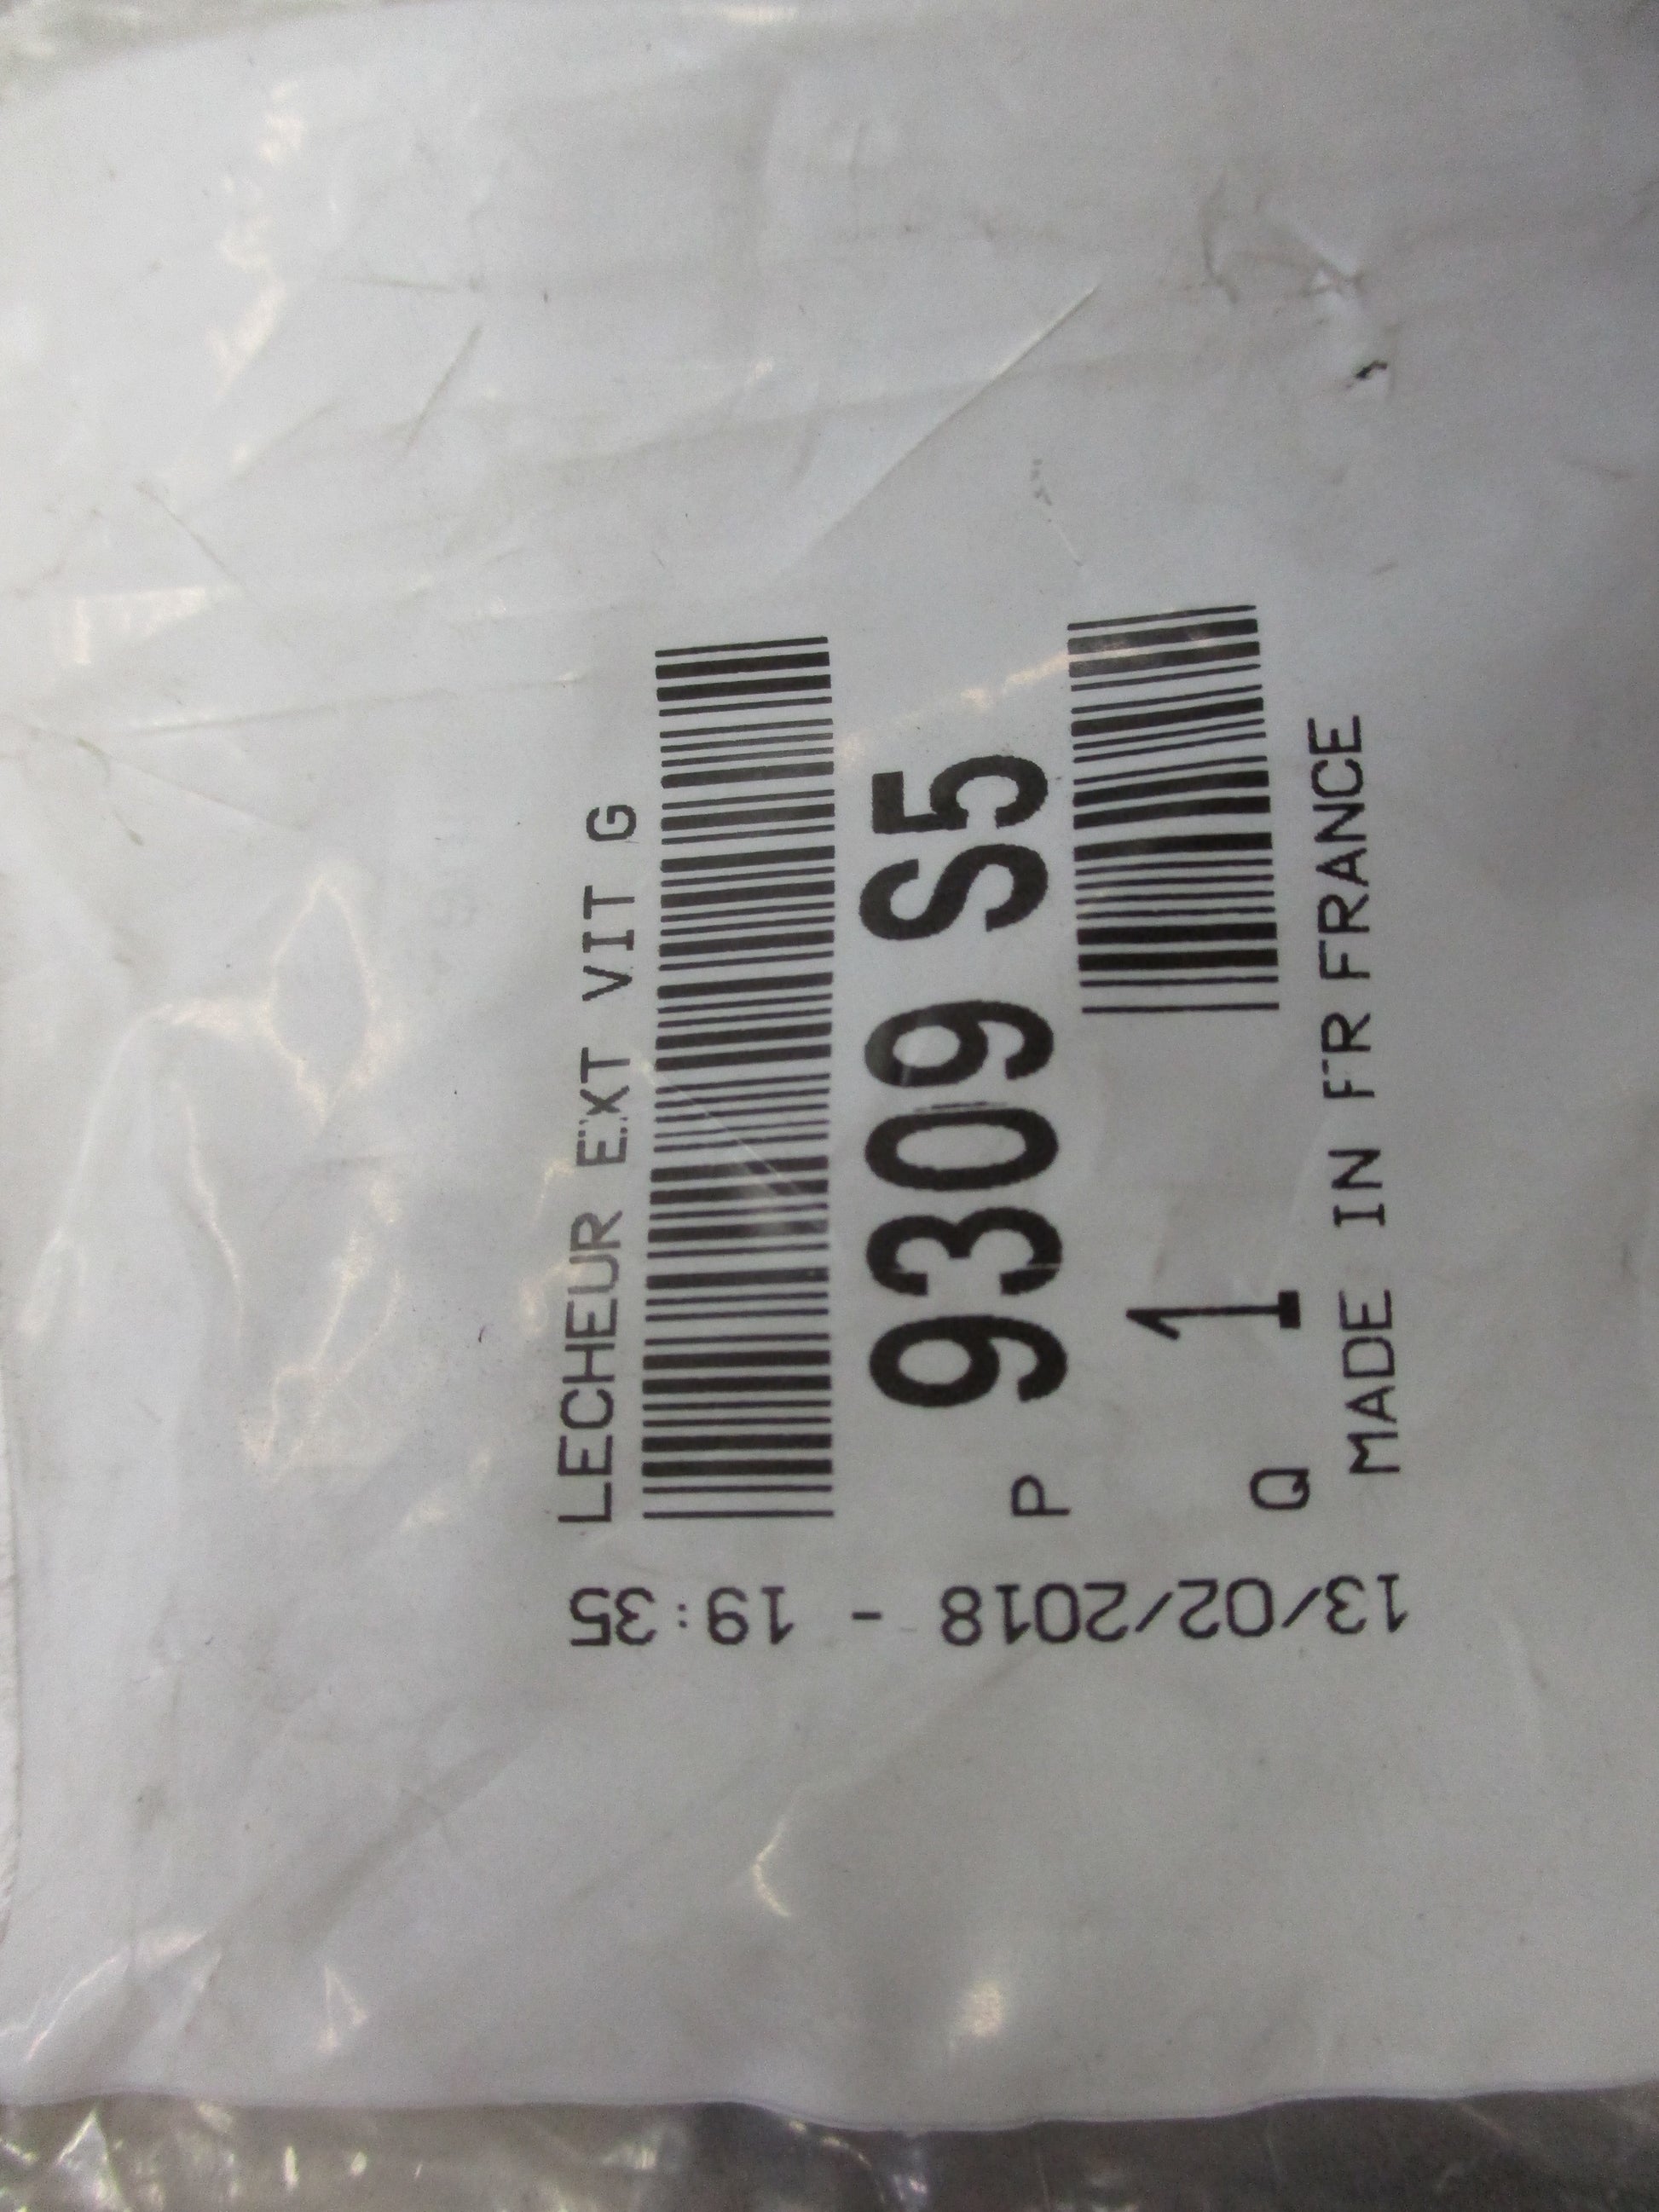 LECHEUR EXT VIT G
P 9309 S5
Q 1
MADE IN FR FRANCE
13/02/2018 - 19:35